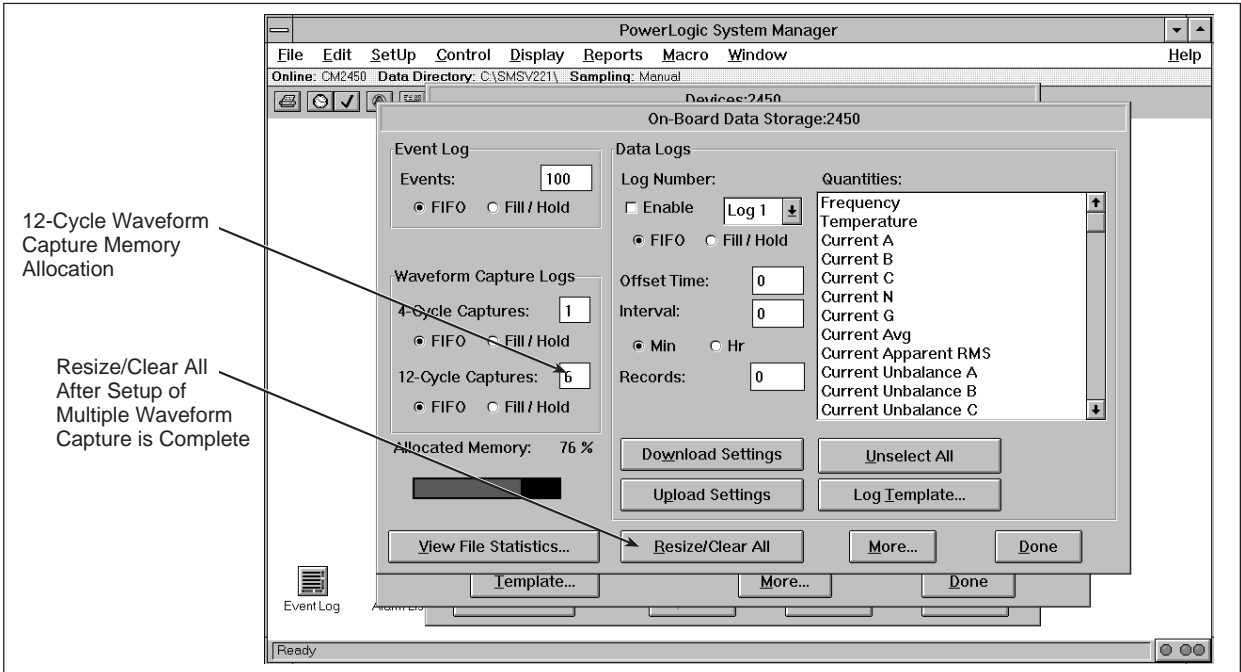 PowerLogic System Manager
File Edit SetUp Control Display Reports Macro Window Help
Online: CM2450 Data Directory: C:\SMSV221\ Sampling: Manual
Devices:2450
On-Board Data Storage:2450
Event Log
Events: 100
FIFO Fill / Hold
Waveform Capture Logs
4-Cycle Captures: 1
FIFO Fill / Hold
12-Cycle Captures: 6
FIFO Fill / Hold
Allocated Memory: 76 %
Data Logs
Log Number:
Enable Log 1
FIFO Fill / Hold
Offset Time: 0
Interval: 0
Min Hr
Records: 0
Quantities:
Frequency
Temperature
Current A
Current B
Current C
Current N
Current G
Current Avg
Current Apparent RMS
Current Unbalance A
Current Unbalance B
Current Unbalance C
Download Settings Unselect All
Upload Settings Log Template...
View File Statistics... Resize/Clear All More... Done
Template... More... Done
Event Log
Ready
12-Cycle Waveform
Capture Memory
Allocation
Resize/Clear All
After Setup of
Multiple Waveform
Capture is Complete